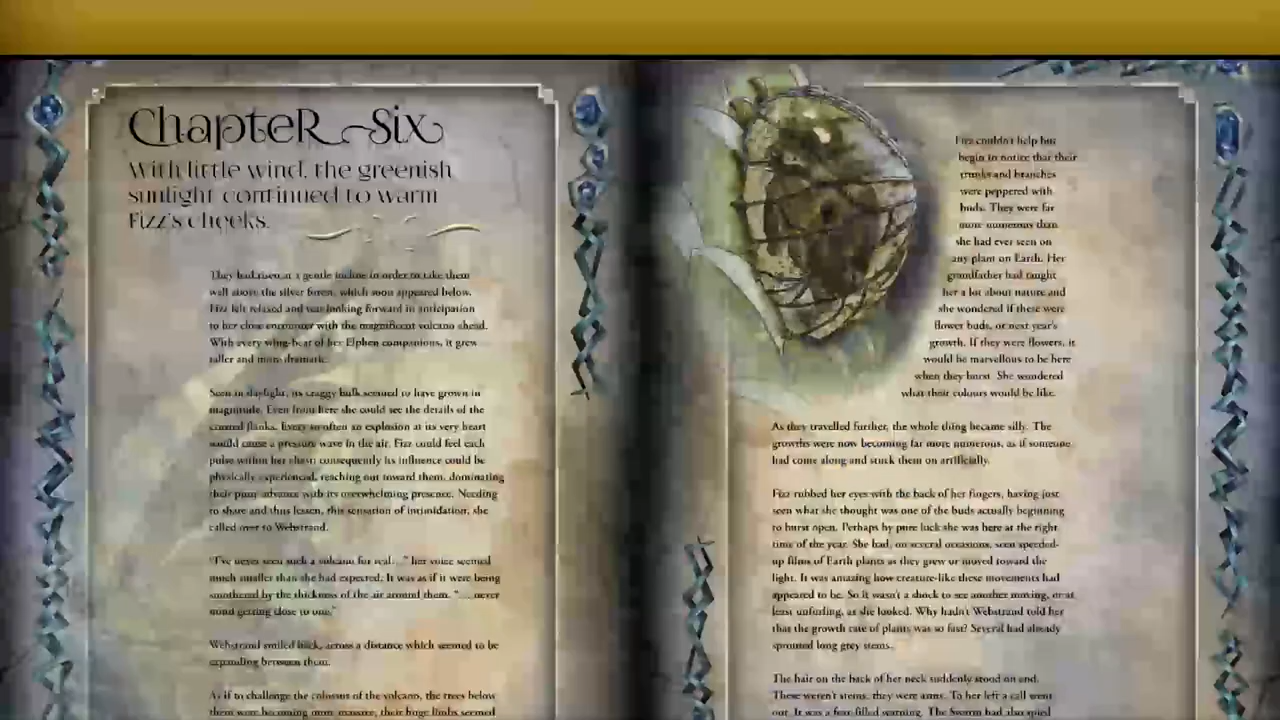 Chapter Six
With little wind, the greenish
sunlight continued to warm
Fizz's cheeks.
They had risen at a gentle incline in order to take them
well above the silver forest, which soon appeared below.
Fizz felt relaxed and was looking forward in anticipation
to her close encounter with the magnificent volcano ahead.
With every wing-beat of her Elphen companions, it grew
taller and more dramatic.
Seen in daylight, its craggy bulk seemed to have grown in
magnitude. Even from here she could see the details of the
flanks. Every so often an explosion at its very heart
would cause a pressure wave in the air. Fizz could feel each
pulse within her chest; consequently its influence could be
physically experienced, reaching out toward them, dominating
their puny advance with its overwhelming presence. Needing
to share and thus lessen, this sensation of intimidation, she
called over to Webstrand.
"I've never seen such a volcano for real…" her voice seemed
much smaller than she had expected. It was as if it were being
smothered by the thickness of the air around them. "… never
mind getting close to one."
Webstrand smiled back, across a distance which seemed to be
expanding between them.
As if to challenge the colossus of the volcano, the trees below
them were becoming more massive; their huge limbs seemed
Fizz couldn't help but
begin to notice that their
trunks and branches
were peppered with
buds. They were far
more numerous than
she had ever seen on
any plant on Earth. Her
grandfather had taught
her a lot about nature and
she wondered if these were
flower buds, or next year's
growth. If they were flowers, it
would be marvellous to be here
when they burst. She wondered
what their colours would be like.
As they travelled further, the whole thing became silly. The
growths were now becoming far more numerous, as if someone
had come along and stuck them on artificially.
Fizz rubbed her eyes with the back of her fingers, having just
seen what she thought was one of the buds actually beginning
to burst open. Perhaps by pure luck she was here at the right
time of the year. She had, on several occasions, seen speeded-
up films of Earth plants as they grew or moved toward the
light. It was amazing how creature-like these movements had
appeared to be. So it wasn't a shock to see another moving, or at
least unfurling, as she looked. Why hadn't Webstrand told her
that the growth rate of plants was so fast? Several had already
sprouted long grey stems.
The hair on the back of her neck suddenly stood on end.
These weren't stems, they were arms. To her left a call went
out. It was a fear-filled warning. The Swarm had also spied